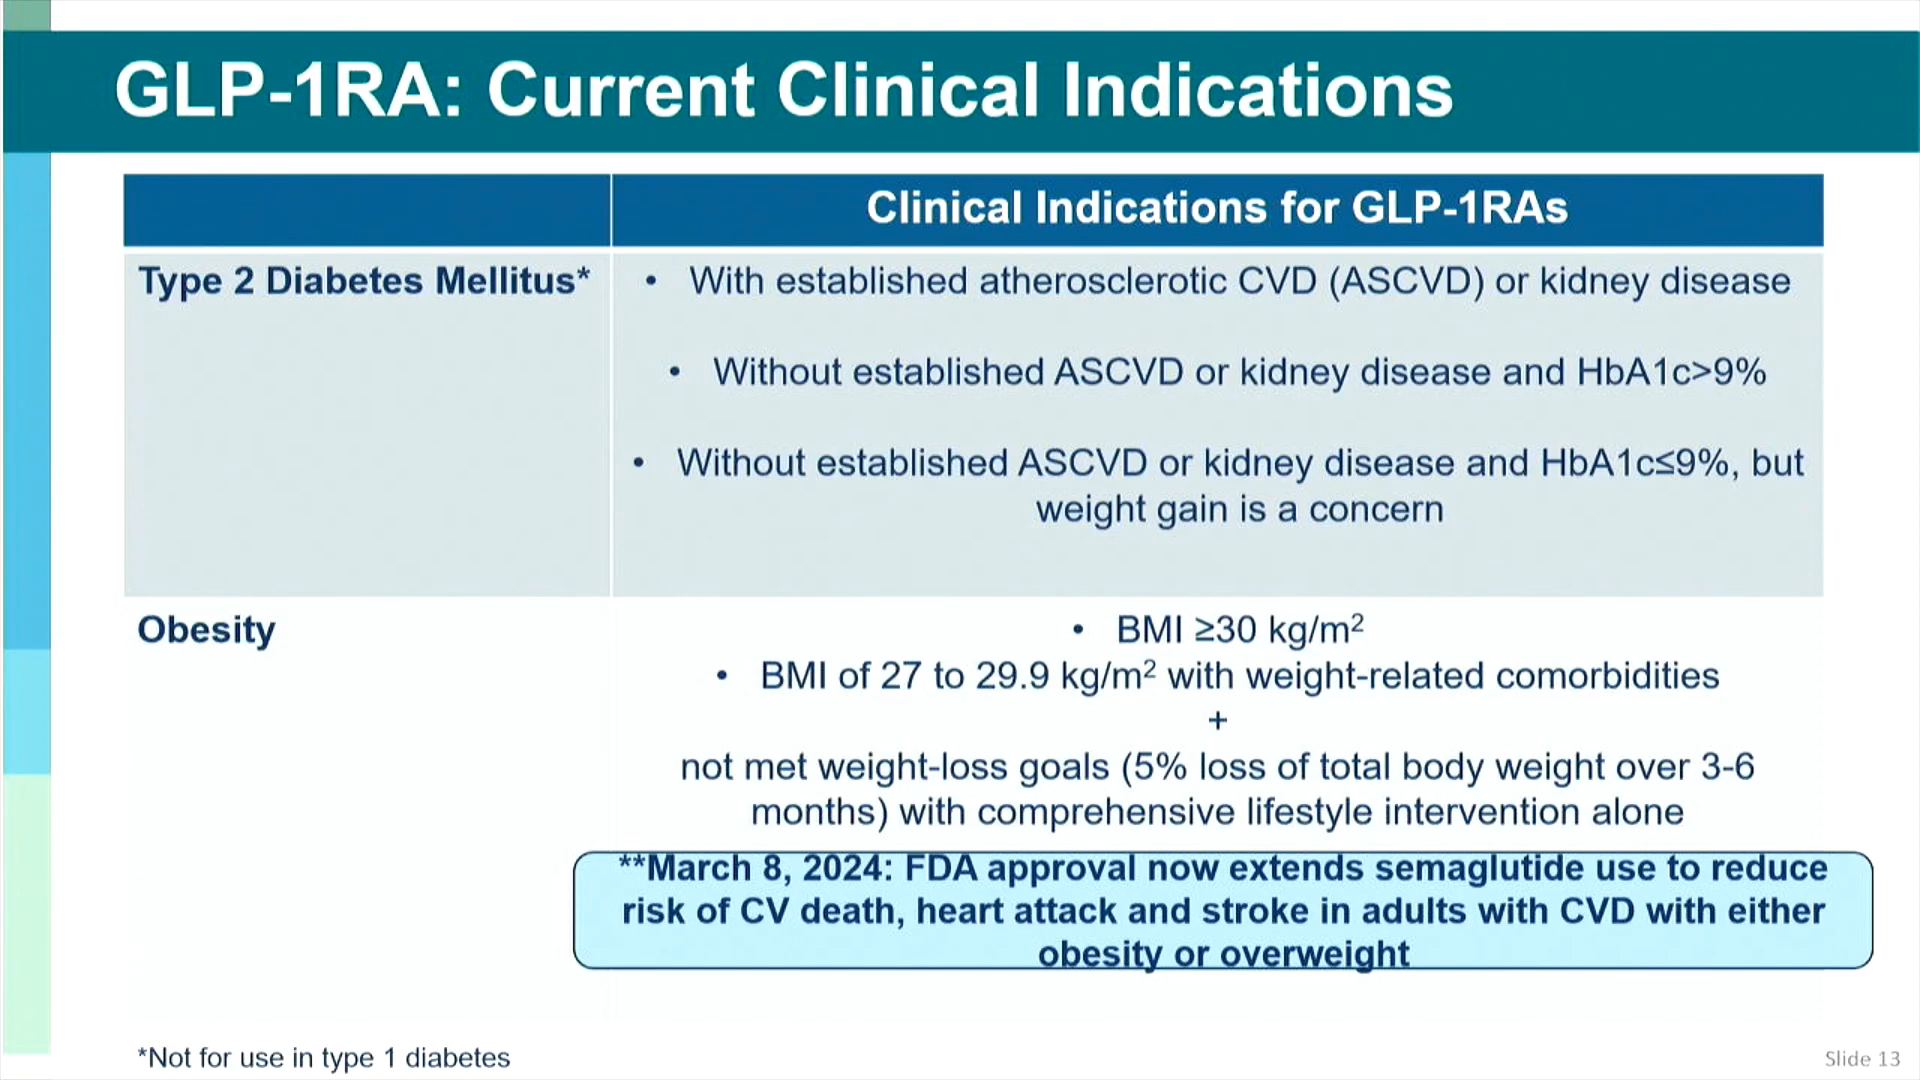 GLP-1RA: Current Clinical Indications
Clinical Indications for GLP-1RAs
Type 2 Diabetes Mellitus*
• With established atherosclerotic CVD (ASCVD) or kidney disease
• Without established ASCVD or kidney disease and HbA1c>9%
• Without established ASCVD or kidney disease and HbA1c≤9%, but
weight gain is a concern
Obesity
• BMI ≥30 kg/m²
• BMI of 27 to 29.9 kg/m² with weight-related comorbidities
+
not met weight-loss goals (5% loss of total body weight over 3-6
months) with comprehensive lifestyle intervention alone
**March 8, 2024: FDA approval now extends semaglutide use to reduce
risk of CV death, heart attack and stroke in adults with CVD with either
obesity or overweight
*Not for use in type 1 diabetes
Slide 13